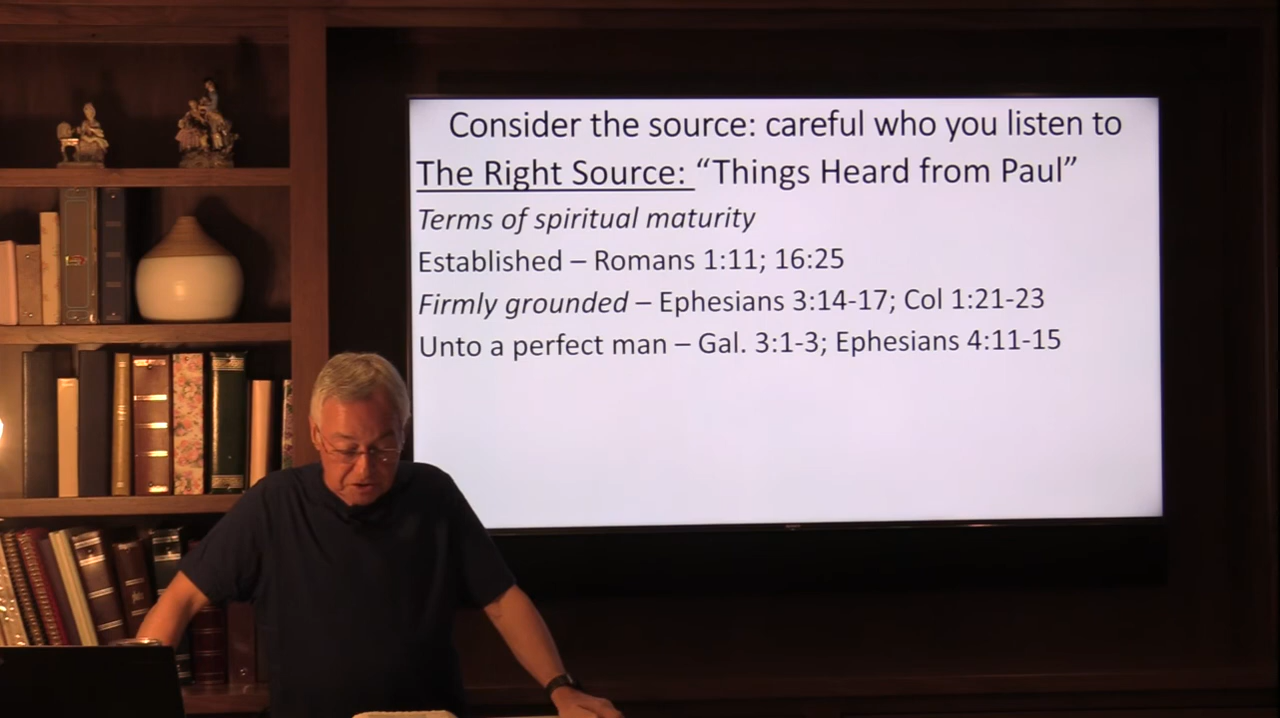 Consider the source: careful who you listen to
The Right Source: “Things Heard from Paul”
Terms of spiritual maturity
Established – Romans 1:11; 16:25
Firmly grounded – Ephesians 3:14-17; Col 1:21-23
Unto a perfect man – Gal. 3:1-3; Ephesians 4:11-15